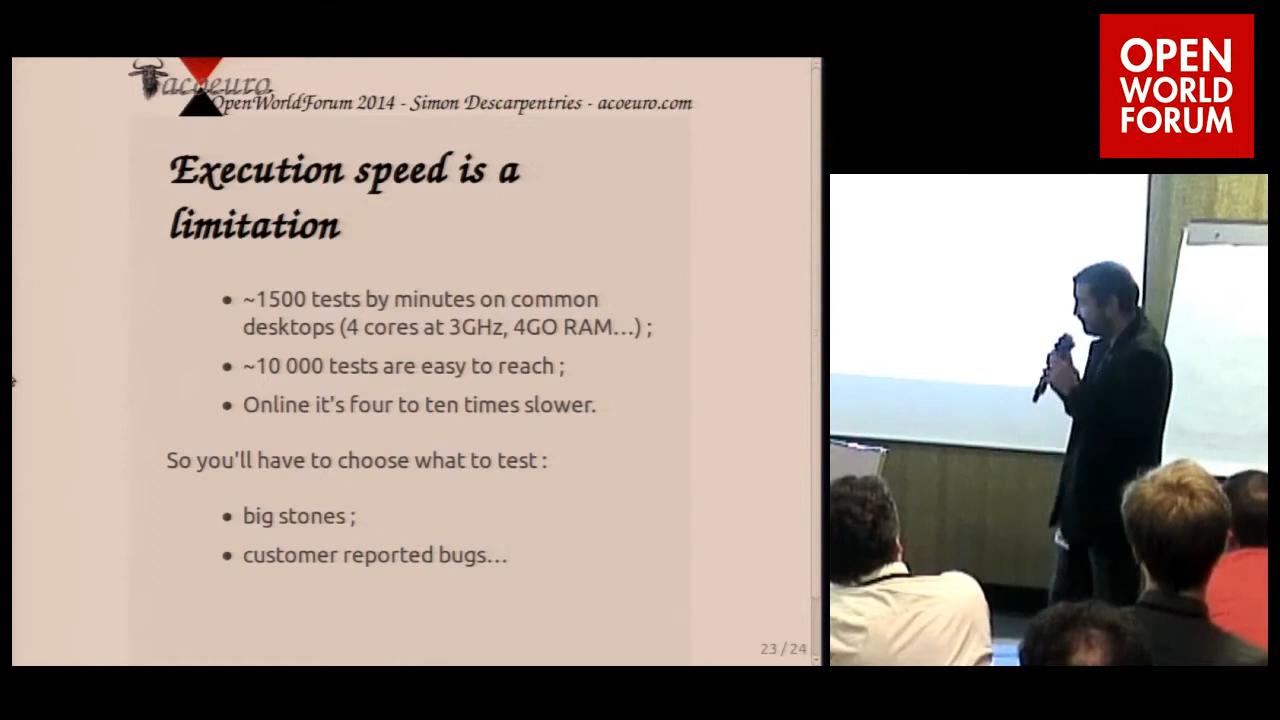 acoeuro
OpenWorldForum 2014 - Simon Descarpentries - acoeuro.com
Execution speed is a
limitation
• ~1500 tests by minutes on common
desktops (4 cores at 3GHz, 4GO RAM…) ;
• ~10 000 tests are easy to reach ;
• Online it's four to ten times slower.
So you'll have to choose what to test :
• big stones ;
• customer reported bugs…
23 / 24
OPEN
WORLD
FORUM